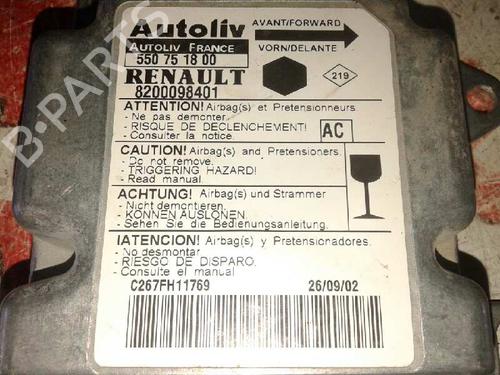 Autoliv
AVANT/FORWARD
AUTOLIV FRANCE
VORN/DELANTE
550 75 18 00
RENAULT
219
8200098401
ATTENTION! Airbag(s) et Pretensionneurs
- Ne pas demonter.
- RISQUE DE DECLENCHEMENT!
- Consulter la notice.
AC
CAUTION! Airbag(s) and Pretensioners.
- Do not remove.
- TRIGGERING HAZARD!
- Read manual.
ACHTUNG! Airbag(s) und Strammer
- Nicht demontieren.
- KONNEN AUSLONEN.
- Sehen Sie die Bedienungsanleitung.
IATENCION! Airbag(s) y Pretensionadores.
- No desmontar
- RIESGO DE DISPARO.
- Consulte el manual
C267FH11769
26/09/02
B-PARTS